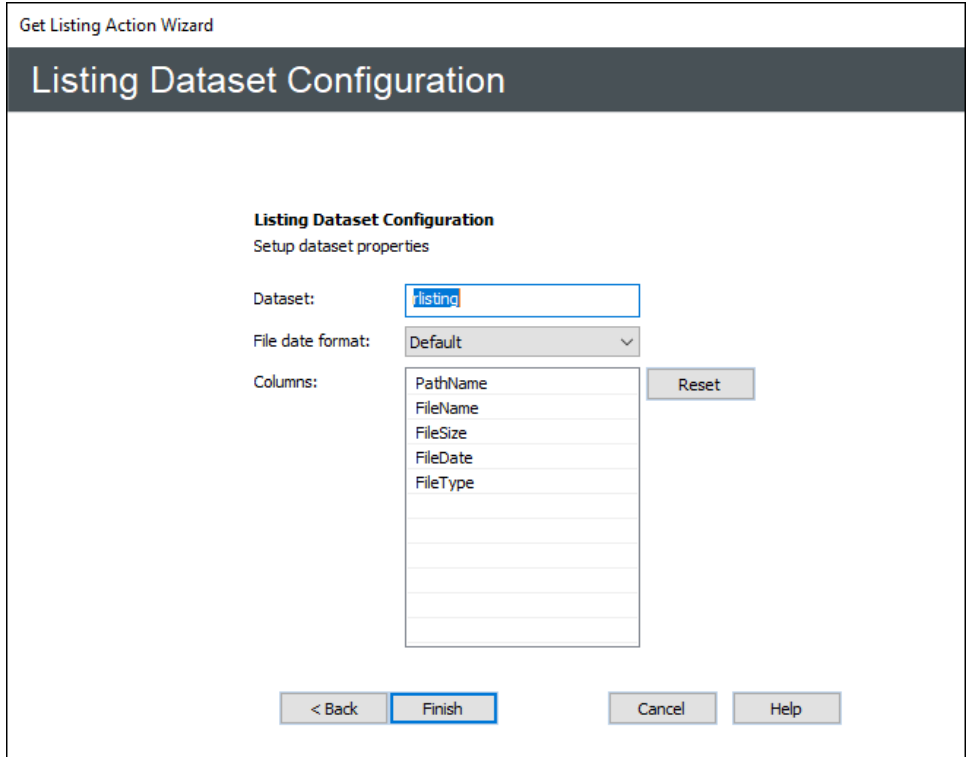 Get Listing Action Wizard
Listing Dataset Configuration
Listing Dataset Configuration
Setup dataset properties
Dataset: rlisting
File date format: Default
Columns: PathName Reset
FileName
FileSize
FileDate
FileType
< Back Finish Cancel Help